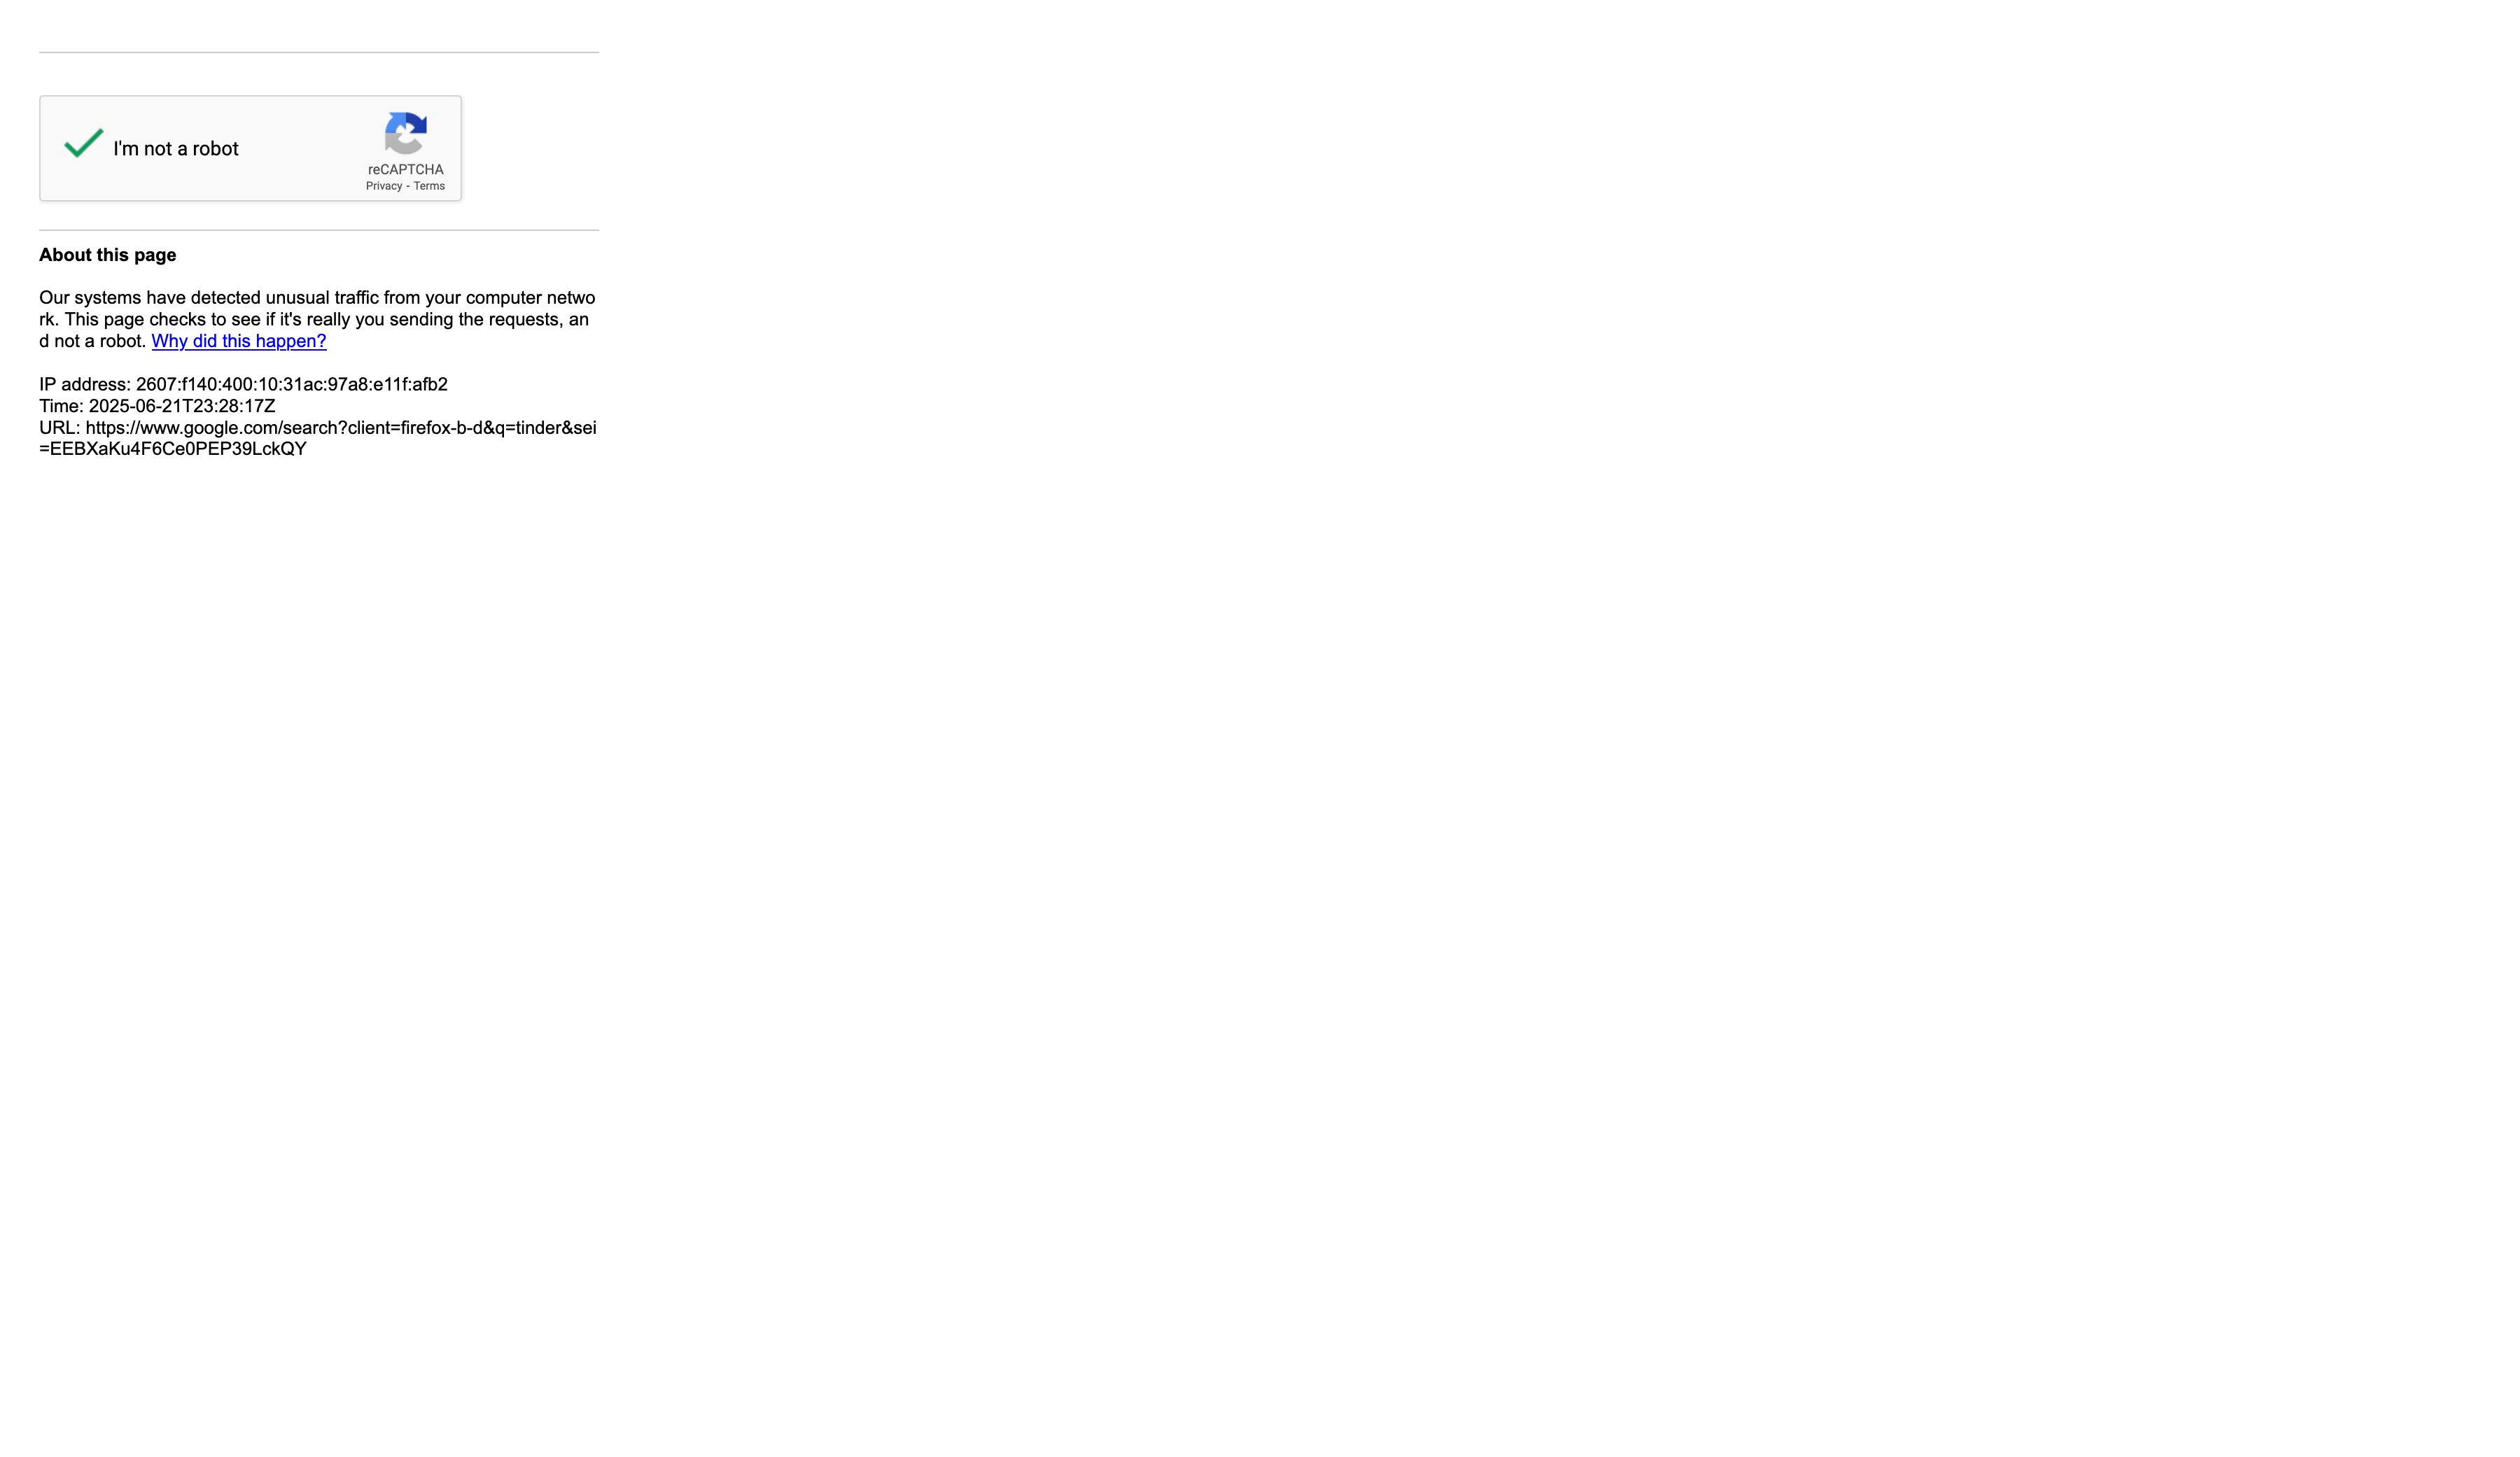 I'm not a robot
reCAPTCHA
Privacy - Terms
About this page
Our systems have detected unusual traffic from your computer netwo
rk. This page checks to see if it's really you sending the requests, an
d not a robot. Why did this happen?
IP address: 2607:f140:400:10:31ac:97a8:e11f:afb2
Time: 2025-06-21T23:28:17Z
URL: https://www.google.com/search?client=firefox-b-d&q=tinder&sei
=EEBXaKu4F6Ce0PEP39LckQY